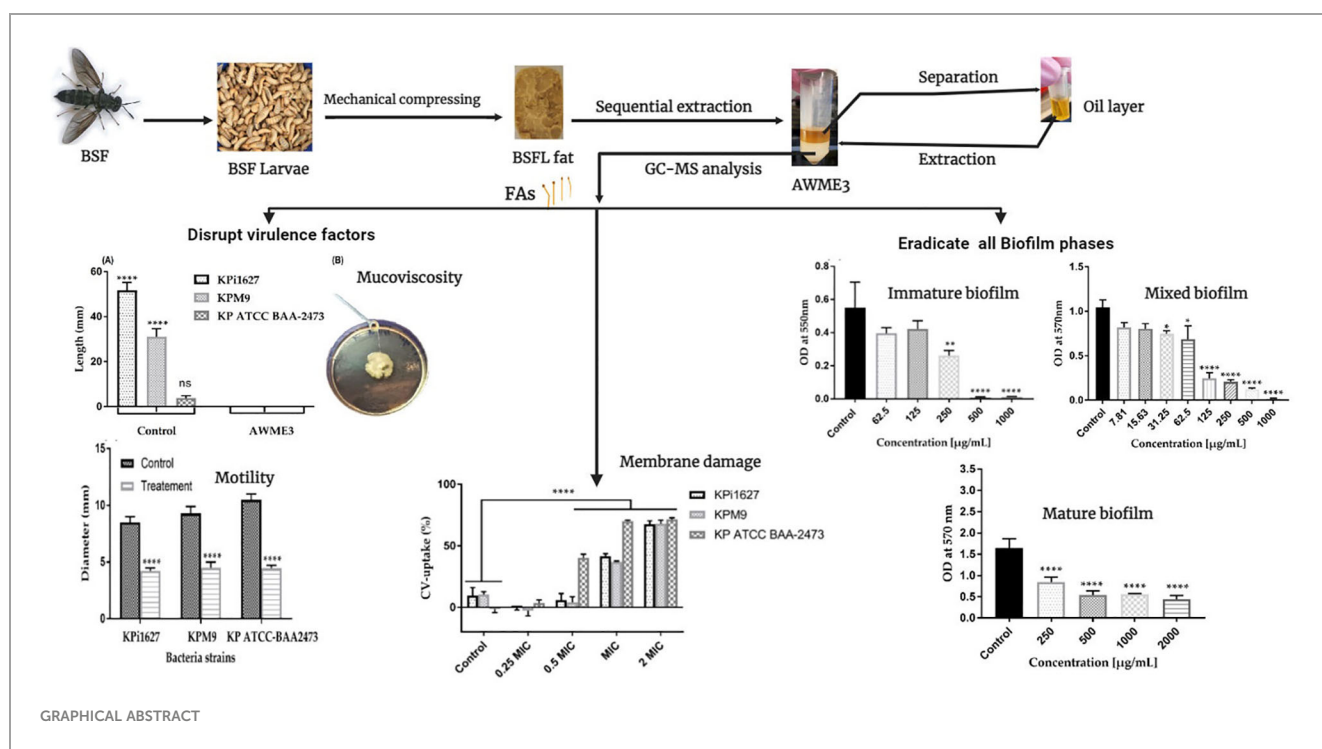 BSF
BSF Larvae
Mechanical compressing
BSFL fat
Sequential extraction
AWME3
Separation
Oil layer
Extraction
GC-MS analysis
FAs
Disrupt virulence factors
(A)
Length (mm)
60
40
20
0
****
****
ns
KPi1627
KPM9
KP ATCC BAA-2473
Control
AWME3
(B)
Mucoviscosity
Motility
Diameter (mm)
15
10
5
0
Control
Treatement
****
****
****
KPi1627
KPM9
KP ATCC-BAA2473
Bacteria strains
Membrane damage
CV-uptake (%)
100
50
0
****
KPi1627
KPM9
KP ATCC BAA-2473
Control
0.25 MIC
0.5 MIC
MIC
2 MIC
Eradicate all Biofilm phases
Immature biofilm
OD at 550nm
0.8
0.6
0.4
0.2
0.0
**
****
****
Control
62.5
125
250
500
1000
Concentration [µg/mL]
Mixed biofilm
OD at 570nm
1.5
1.0
0.5
0.0
*
*
****
****
****
****
Control
7.81
15.63
31.25
62.5
125
250
500
1000
Concentration [µg/mL]
Mature biofilm
OD at 570 nm
3.5
3.0
2.5
2.0
1.5
1.0
0.5
0.0
****
****
****
****
Control
250
500
1000
2000
Concentration [µg/mL]
GRAPHICAL ABSTRACT